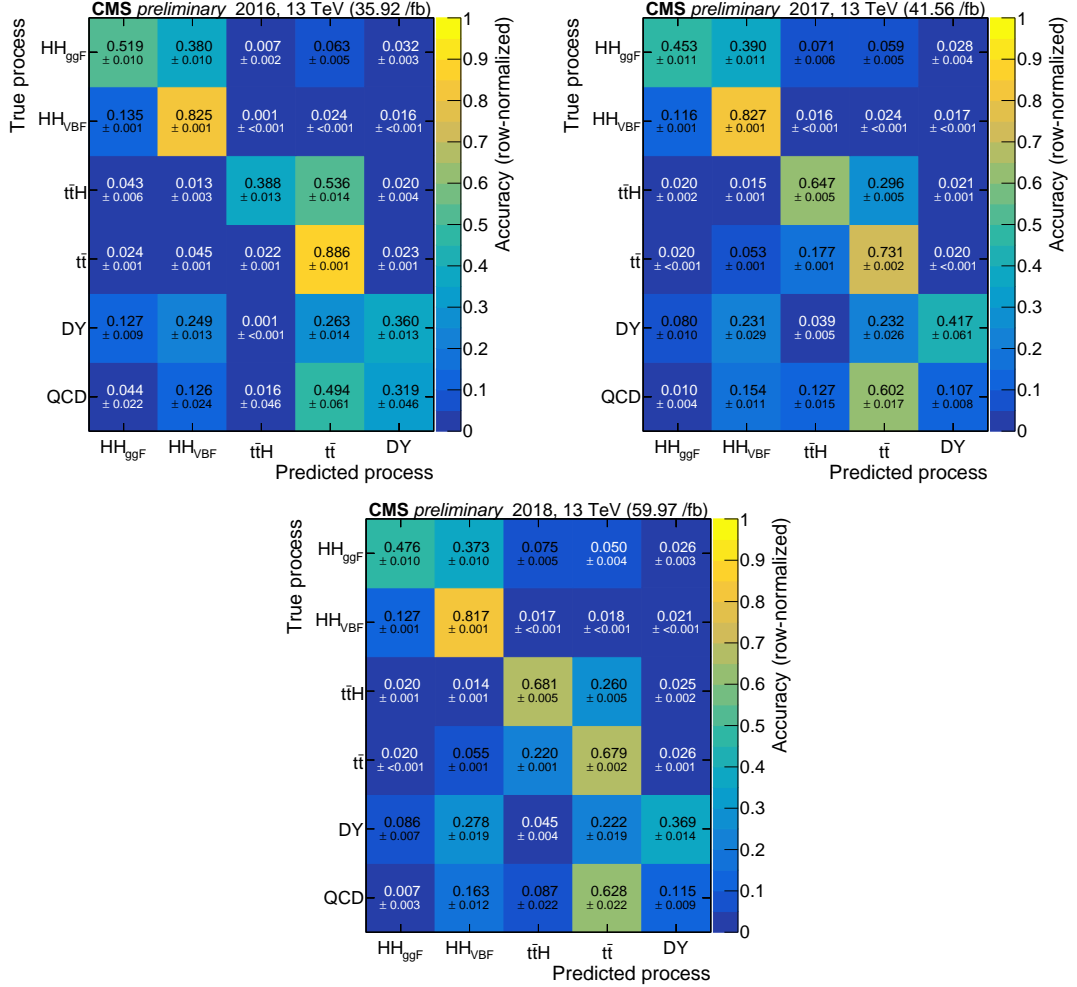 CMS preliminary 2016, 13 TeV (35.92 /fb)
True process
HHggF 0.519 0.380 0.007 0.063 0.032
± 0.010 ± 0.010 ± 0.002 ± 0.005 ± 0.003
HHVBF 0.135 0.825 0.001 0.024 0.016
± 0.001 ± 0.001 ± <0.001 ± <0.001 ± <0.001
tt̄H 0.043 0.013 0.388 0.536 0.020
± 0.006 ± 0.003 ± 0.013 ± 0.014 ± 0.004
tt̄ 0.024 0.045 0.022 0.886 0.023
± 0.001 ± 0.001 ± 0.001 ± 0.001 ± 0.001
DY 0.127 0.249 0.001 0.263 0.360
± 0.009 ± 0.013 ± <0.001 ± 0.014 ± 0.013
QCD 0.044 0.126 0.016 0.494 0.319
± 0.022 ± 0.024 ± 0.046 ± 0.061 ± 0.046
HHggF HHVBF tt̄H tt̄ DY
Predicted process
1
0.9
0.8
0.7
0.6
0.5
0.4
0.3
0.2
0.1
0
Accuracy (row-normalized)
CMS preliminary 2017, 13 TeV (41.56 /fb)
True process
HHggF 0.453 0.390 0.071 0.059 0.028
± 0.011 ± 0.011 ± 0.006 ± 0.005 ± 0.004
HHVBF 0.116 0.827 0.016 0.024 0.017
± 0.001 ± 0.001 ± <0.001 ± <0.001 ± <0.001
tt̄H 0.020 0.015 0.647 0.296 0.021
± 0.002 ± 0.001 ± 0.005 ± 0.005 ± 0.001
tt̄ 0.020 0.053 0.177 0.731 0.020
± <0.001 ± 0.001 ± 0.001 ± 0.002 ± <0.001
DY 0.080 0.231 0.039 0.232 0.417
± 0.010 ± 0.029 ± 0.005 ± 0.026 ± 0.061
QCD 0.010 0.154 0.127 0.602 0.107
± 0.004 ± 0.011 ± 0.015 ± 0.017 ± 0.008
HHggF HHVBF tt̄H tt̄ DY
Predicted process
1
0.9
0.8
0.7
0.6
0.5
0.4
0.3
0.2
0.1
0
Accuracy (row-normalized)
CMS preliminary 2018, 13 TeV (59.97 /fb)
True process
HHggF 0.476 0.373 0.075 0.050 0.026
± 0.010 ± 0.010 ± 0.005 ± 0.004 ± 0.003
HHVBF 0.127 0.817 0.017 0.018 0.021
± 0.001 ± 0.001 ± <0.001 ± <0.001 ± <0.001
tt̄H 0.020 0.014 0.681 0.260 0.025
± 0.001 ± 0.001 ± 0.005 ± 0.005 ± 0.002
tt̄ 0.020 0.055 0.220 0.679 0.026
± <0.001 ± 0.001 ± 0.001 ± 0.002 ± 0.001
DY 0.086 0.278 0.045 0.222 0.369
± 0.007 ± 0.019 ± 0.004 ± 0.019 ± 0.014
QCD 0.007 0.163 0.087 0.628 0.115
± 0.003 ± 0.012 ± 0.022 ± 0.022 ± 0.009
HHggF HHVBF tt̄H tt̄ DY
Predicted process
1
0.9
0.8
0.7
0.6
0.5
0.4
0.3
0.2
0.1
0
Accuracy (row-normalized)